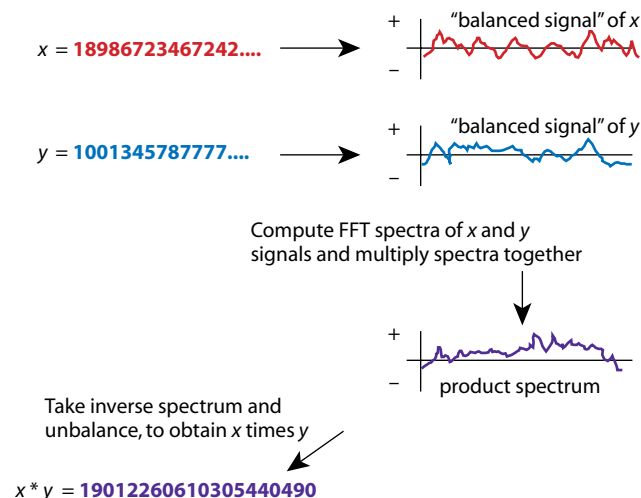 +
"balanced signal" of x
x = 18986723467242....
–
+
"balanced signal" of y
y = 1001345787777....
–
Compute FFT spectra of x and y
signals and multiply spectra together
+
–
product spectrum
Take inverse spectrum and
unbalance, to obtain x times y
x * y = 19012260610305440490